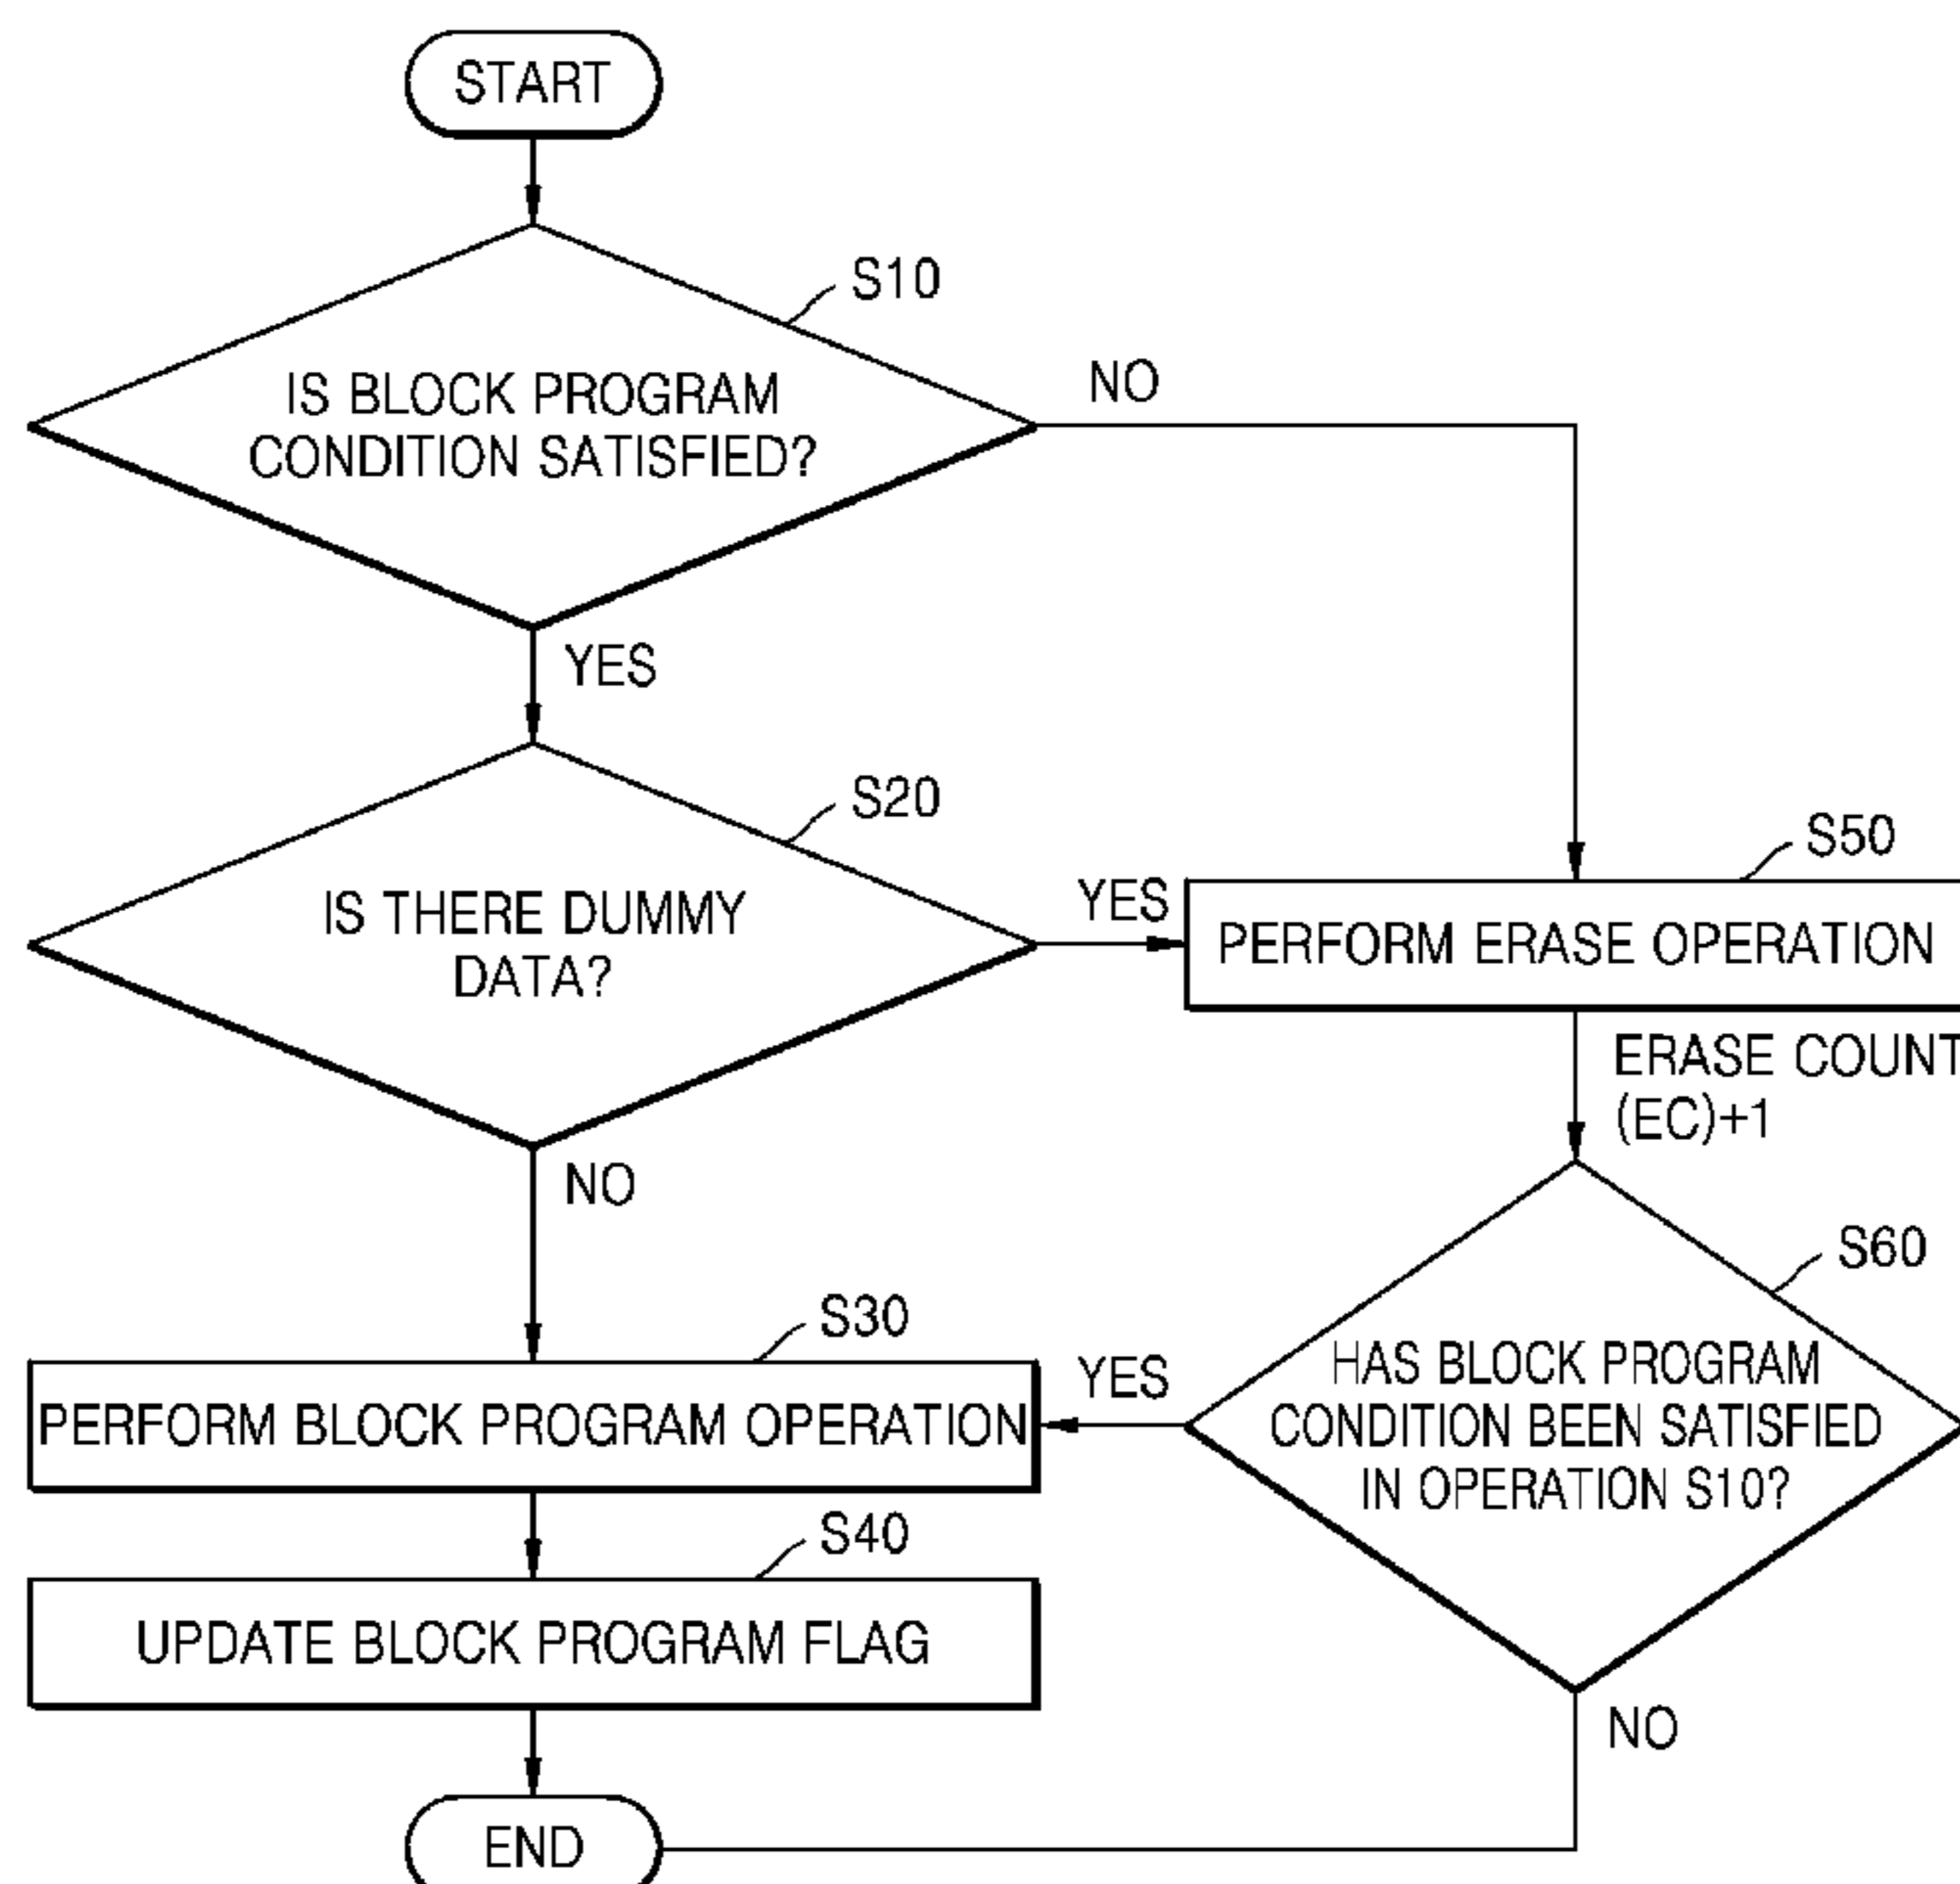 START
S10
IS BLOCK PROGRAM
CONDITION SATISFIED?
NO
YES
S20
IS THERE DUMMY
DATA?
YES
NO
S50
PERFORM ERASE OPERATION
ERASE COUNT
(EC)+1
S60
HAS BLOCK PROGRAM
CONDITION BEEN SATISFIED
IN OPERATION S10?
YES
NO
S30
PERFORM BLOCK PROGRAM OPERATION
S40
UPDATE BLOCK PROGRAM FLAG
END